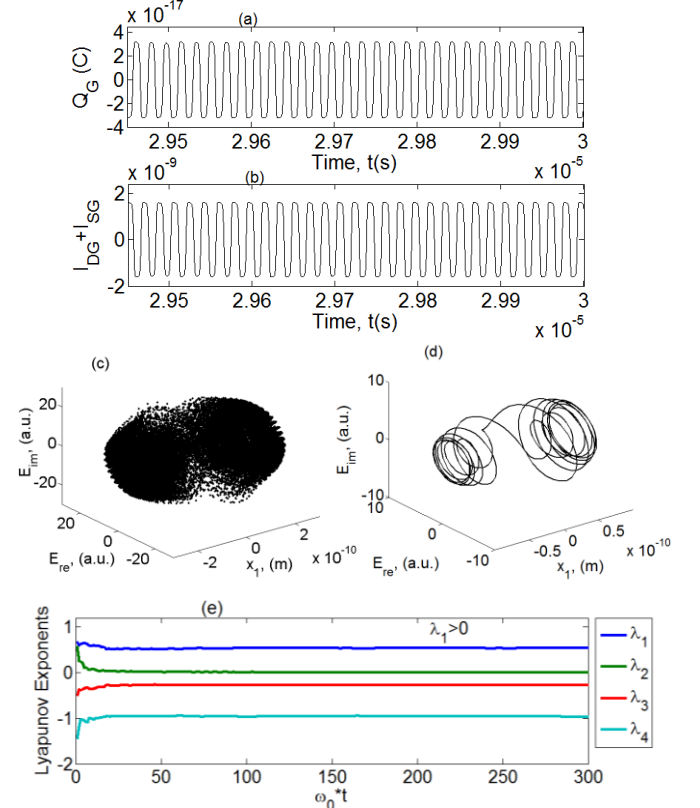 x 10^-17
(a)
4
2
0
-2
-4
Q_G (C)
2.95 2.96 2.97 2.98 2.99 3
Time, t(s)
x 10^-5
x 10^-9
(b)
2
0
-2
I_DG+I_SG
2.95 2.96 2.97 2.98 2.99 3
Time, t(s)
x 10^-5
(c)
20
0
-20
E_im, (a.u.)
20
0
-20
E_re, (a.u.)
-2
0
2
x 10^-10
x_1, (m)
(d)
10
5
0
-5
-10
E_im, (a.u.)
10
0
-10
E_re, (a.u.)
-0.5
0
0.5
x 10^-10
x_1, (m)
(e)
1
0
-1
-2
Lyapunov Exponents
λ_1>0
0 50 100 150 200 250 300
ω_0*t
λ_1
λ_2
λ_3
λ_4